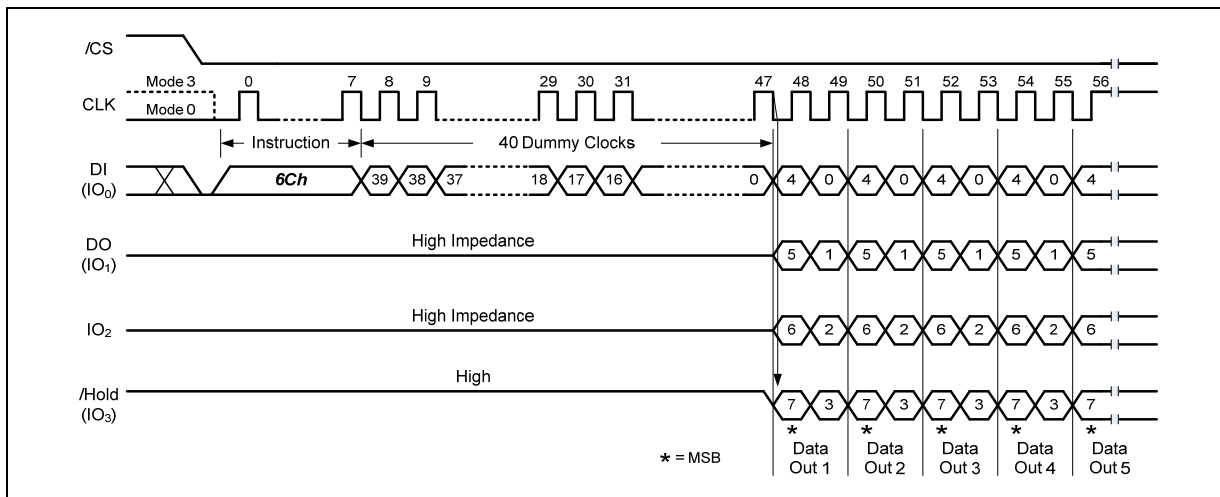 /CS
Mode 3 0 7 8 9 29 30 31 47 48 49 50 51 52 53 54 55 56
CLK
Mode 0
Instruction 40 Dummy Clocks
DI
(IO₀)
6Ch 39 38 37 18 17 16 0 4 0 4 0 4 0 4 0 4
High Impedance
DO
(IO₁)
5 1 5 1 5 1 5 1 5
High Impedance
IO₂ 6 2 6 2 6 2 6 2 6
High
/Hold
(IO₃)
7 3 7 3 7 3 7 3 7
* * * * *
* = MSB
Data Out 1
Data Out 2
Data Out 3
Data Out 4
Data Out 5